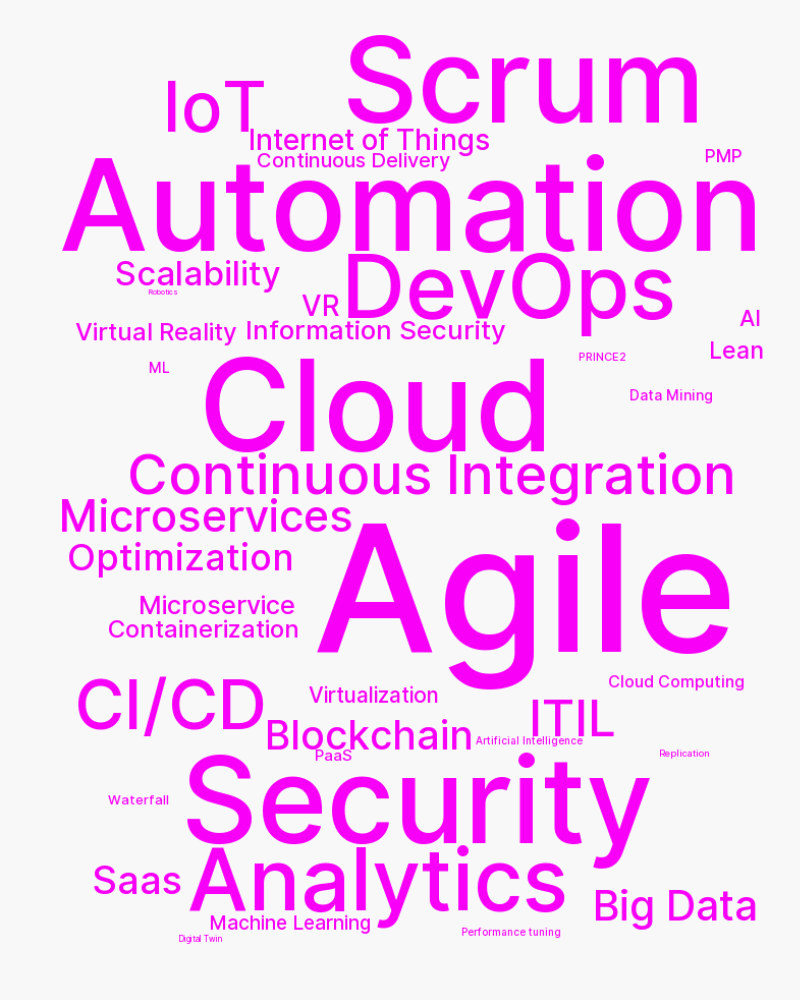 Scrum
IoT
Internet of Things
Continuous Delivery
PMP
Automation
Scalability
DevOps
Robotics
VR
AI
Virtual Reality
Information Security
Lean
PRINCE2
ML
Data Mining
Cloud
Continuous Integration
Microservices
Agile
Optimization
Microservice
Containerization
Cloud Computing
CI/CD
Virtualization
ITIL
Blockchain
Artificial Intelligence
PaaS
Replication
Security
Waterfall
Analytics
Saas
Big Data
Machine Learning
Performance tuning
Digital Twin